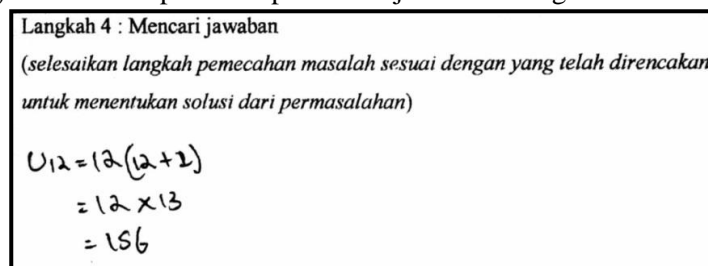 Langkah 4 : Mencari jawaban
(selesaikan langkah pemecahan masalah sesuai dengan yang telah direncakan
untuk menentukan solusi dari permasalahan)
U12 = 12(12+1)
= 12 × 13
= 156